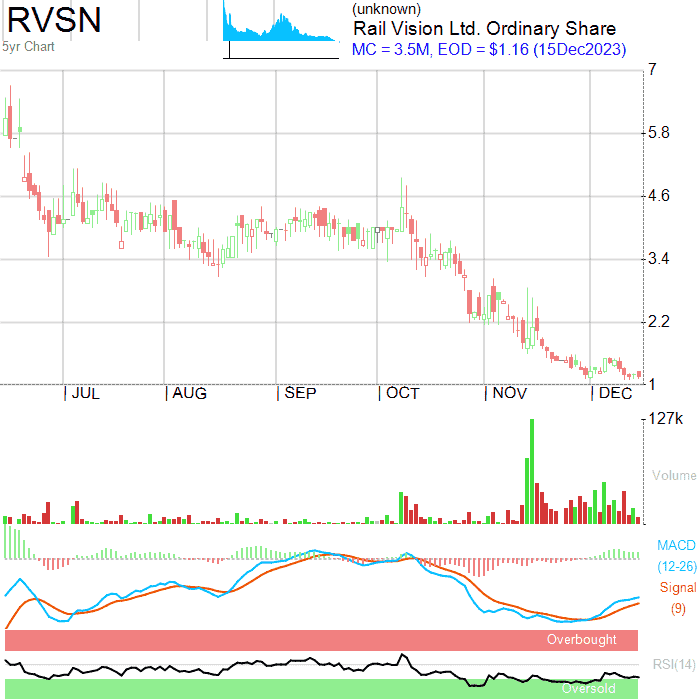 RVSN
5yr Chart
(unknown)
Rail Vision Ltd. Ordinary Share
MC = 3.5M, EOD = $1.16 (15Dec2023)
7
5.8
4.6
3.4
2.2
1
| JUL | AUG | SEP | OCT | NOV | DEC
127k
Volume
MACD
(12-26)
Signal
(9)
Overbought
RSI(14)
Oversold